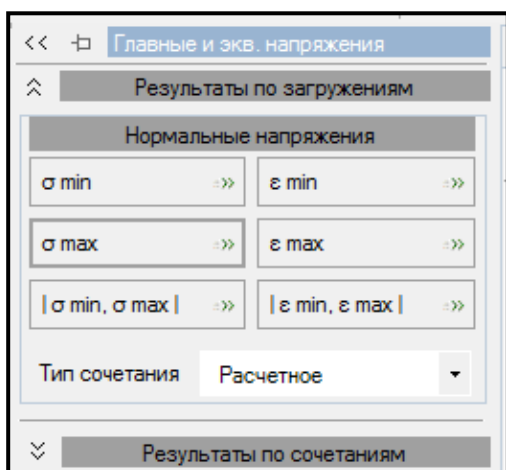 << Главные и экв. напряжения
Результаты по загружениям
Нормальные напряжения
σ min ε min
σ max ε max
|σ min, σ max| |ε min, ε max|
Тип сочетания Расчетное
Результаты по сочетаниям